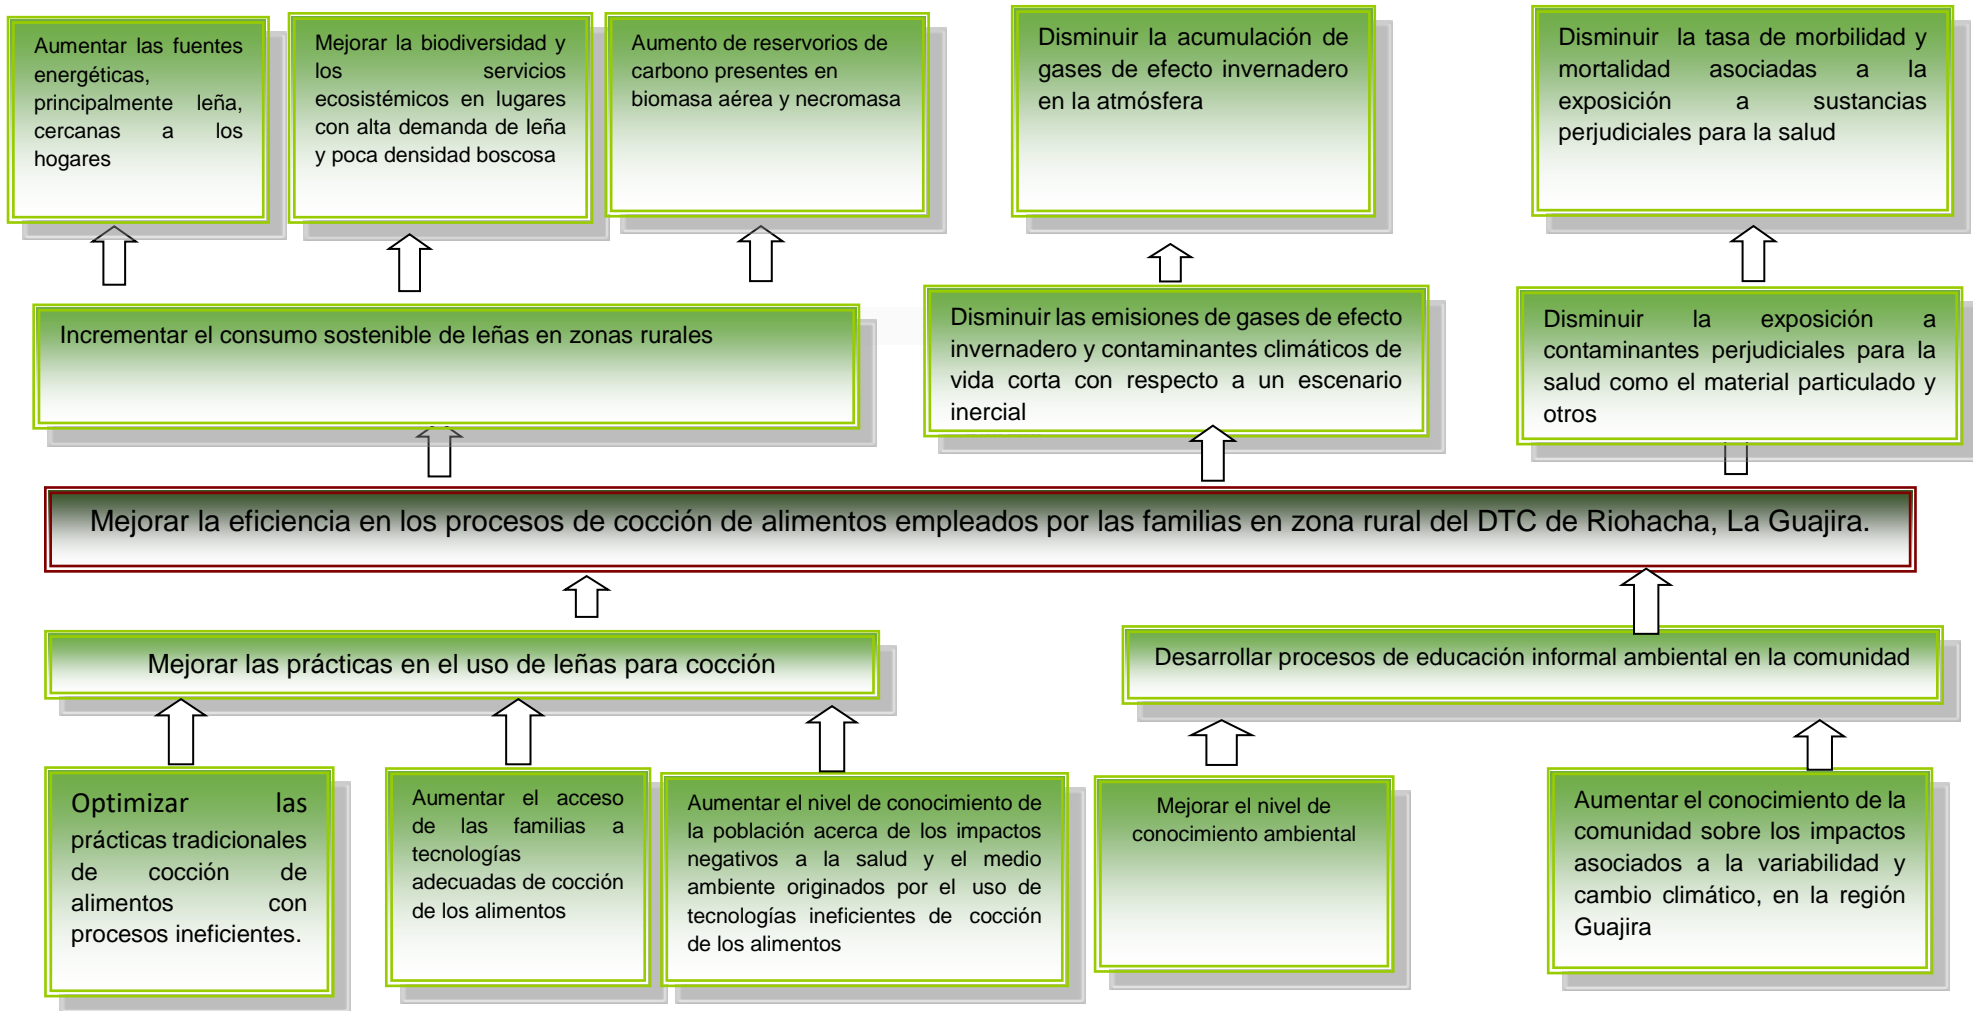 Aumentar las fuentes
energéticas,
principalmente leña,
cercanas a los
hogares
Mejorar la biodiversidad y
los servicios
ecosistémicos en lugares
con alta demanda de leña
y poca densidad boscosa
Aumento de reservorios de
carbono presentes en
biomasa aérea y necromasa
Disminuir la acumulación de
gases de efecto invernadero
en la atmósfera
Disminuir la tasa de morbilidad y
mortalidad asociadas a la
exposición a sustancias
perjudiciales para la salud
Incrementar el consumo sostenible de leñas en zonas rurales
Disminuir las emisiones de gases de efecto
invernadero y contaminantes climáticos de
vida corta con respecto a un escenario
inercial
Disminuir la exposición a
contaminantes perjudiciales para la
salud como el material particulado y
otros
Mejorar la eficiencia en los procesos de cocción de alimentos empleados por las familias en zona rural del DTC de Riohacha, La Guajira.
Mejorar las prácticas en el uso de leñas para cocción
Desarrollar procesos de educación informal ambiental en la comunidad
Optimizar las
prácticas tradicionales
de cocción de
alimentos con
procesos ineficientes.
Aumentar el acceso
de las familias a
tecnologías
adecuadas de cocción
de los alimentos
Aumentar el nivel de conocimiento de
la población acerca de los impactos
negativos a la salud y el medio
ambiente originados por el uso de
tecnologías ineficientes de cocción
de los alimentos
Mejorar el nivel de
conocimiento ambiental
Aumentar el conocimiento de la
comunidad sobre los impactos
asociados a la variabilidad y
cambio climático, en la región
Guajira